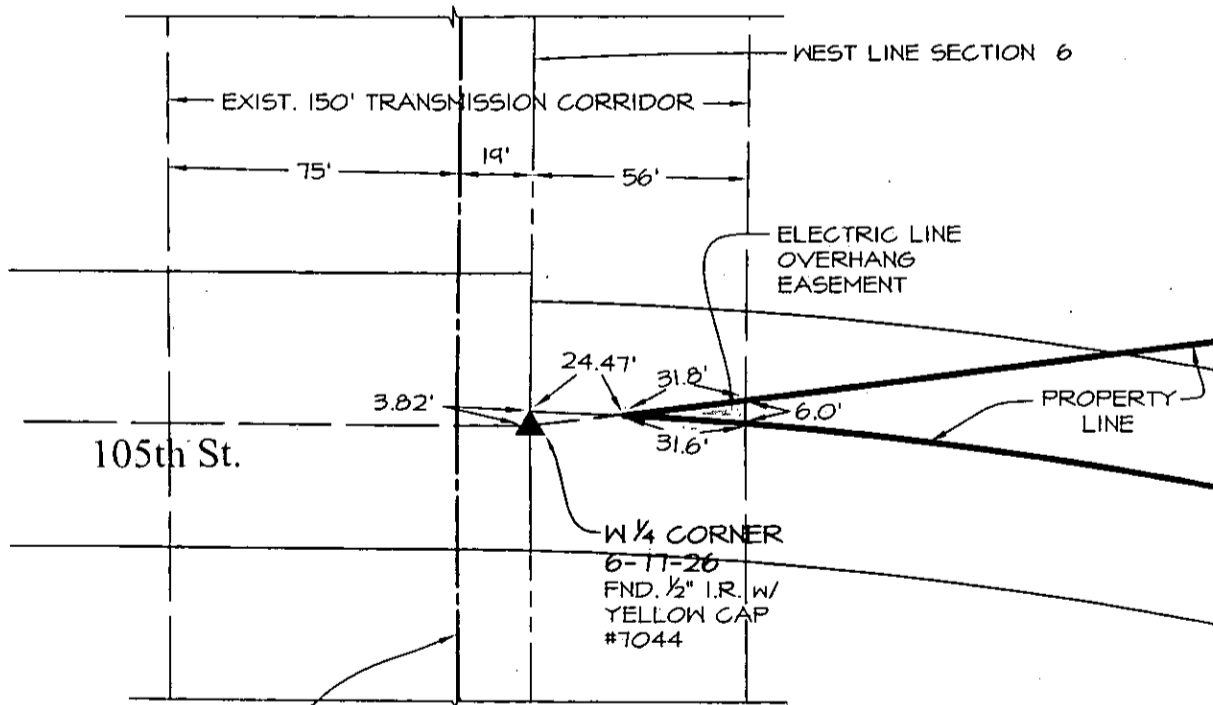 WEST LINE SECTION 6
EXIST. 150' TRANSMISSION CORRIDOR
75'
19'
56'
ELECTRIC LINE
OVERHANG
EASEMENT
24.47'
31.8'
3.82'
6.0'
PROPERTY
LINE
31.6'
105th St.
W ¼ CORNER
6-77-26
FND. ½" I.R. W/
YELLOW CAP
#7044